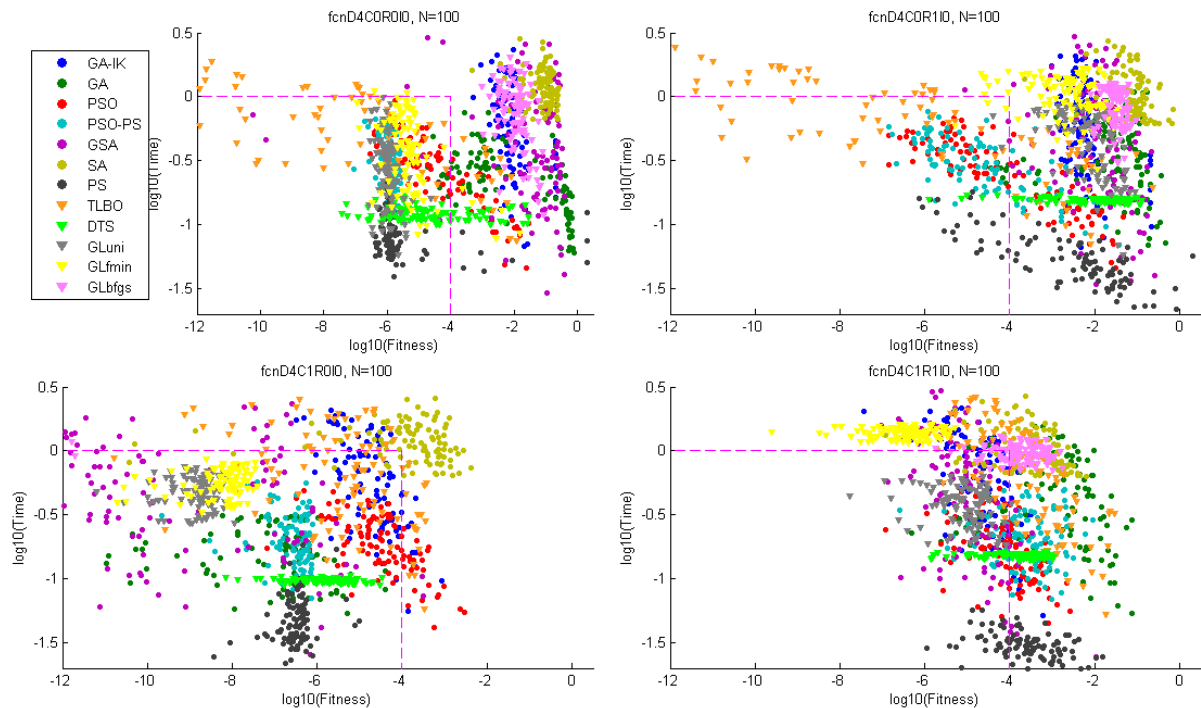 fcnD4C0R0I0, N=100
fcnD4C0R1I0, N=100
GA-IK
GA
PSO
PSO-PS
GSA
SA
PS
TLBO
DTS
GLuni
GLfmin
GLbfgs
0.5
0
-0.5
-1
-1.5
log10(Time)
-12
-10
-8
-6
-4
-2
0
log10(Fitness)
0.5
0
-0.5
-1
-1.5
log10(Time)
-12
-10
-8
-6
-4
-2
0
log10(Fitness)
fcnD4C1R0I0, N=100
fcnD4C1R1I0, N=100
0.5
0
-0.5
-1
-1.5
log10(Time)
-12
-10
-8
-6
-4
-2
0
log10(Fitness)
0.5
0
-0.5
-1
-1.5
log10(Time)
-12
-10
-8
-6
-4
-2
0
log10(Fitness)